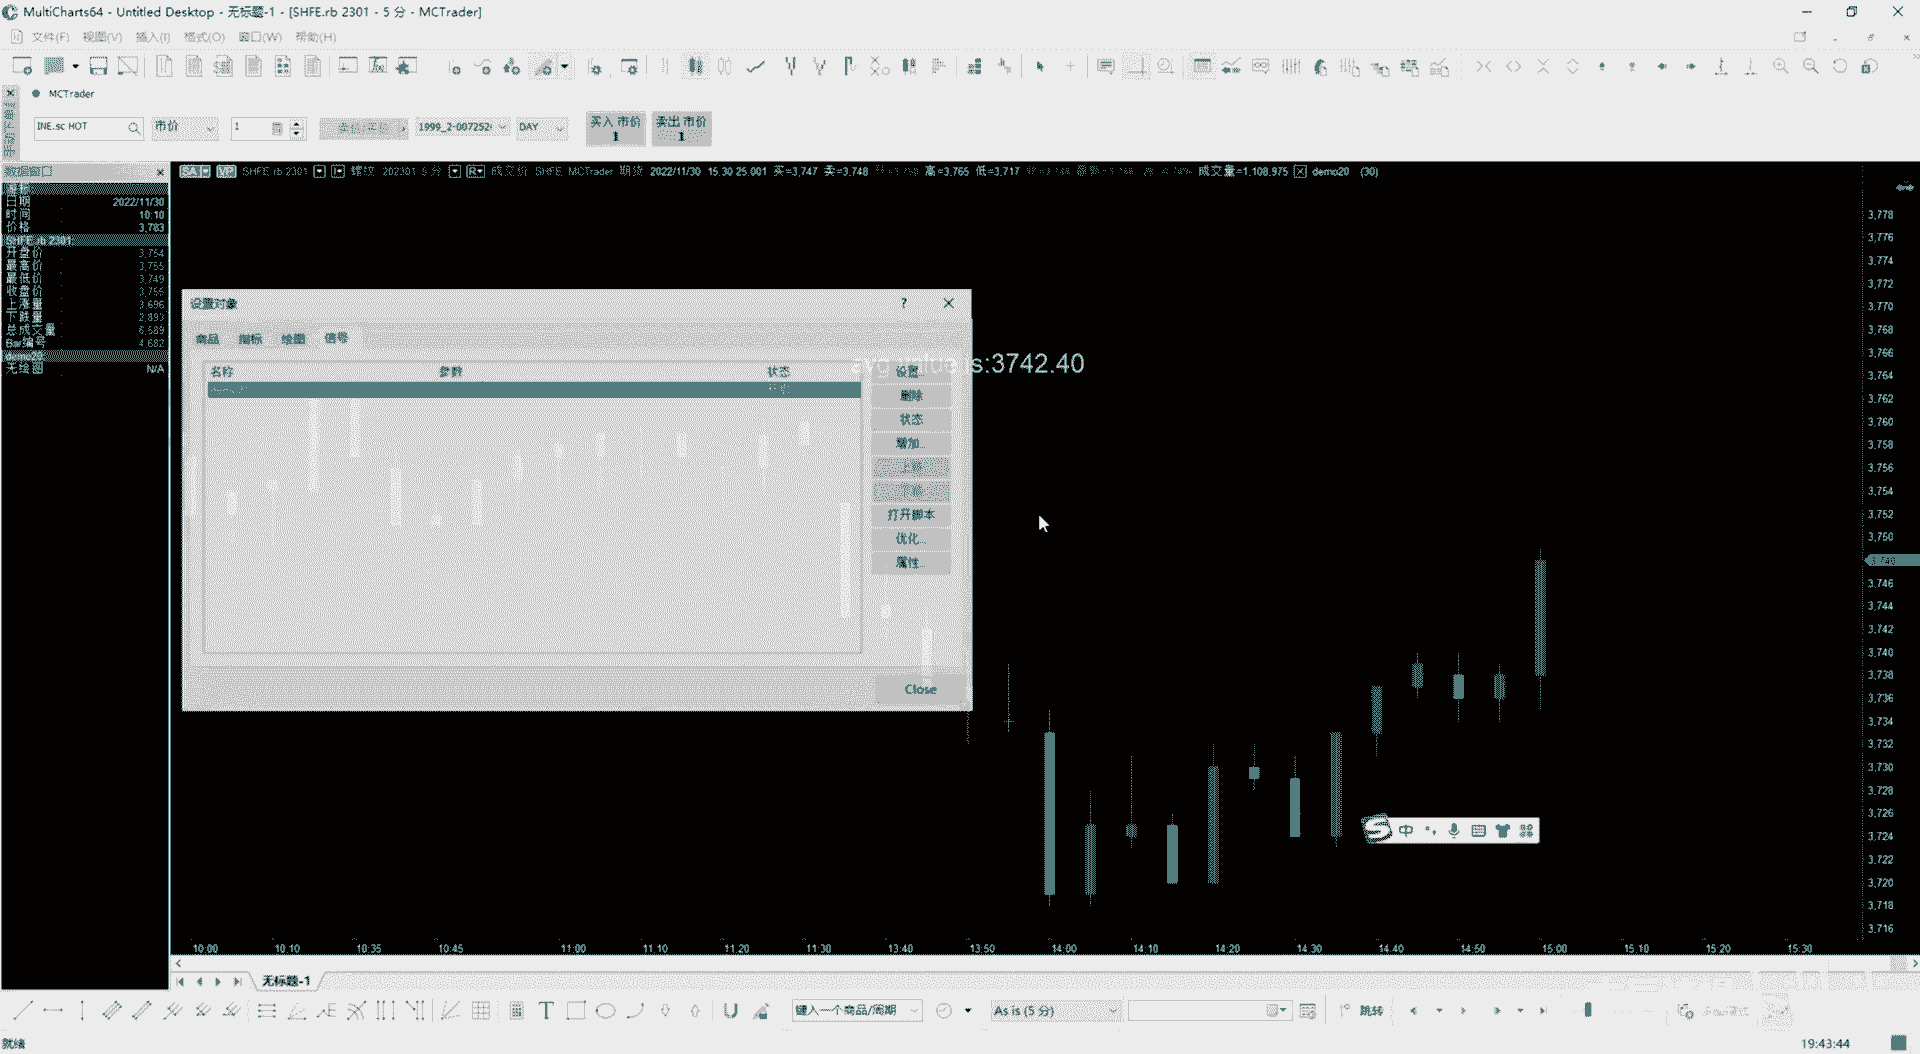 MultiCharts64 - Untitled Desktop - 无标题-1 - [SHFE.rb 2301 - 5 分 - MCTrader]
文件(F) 视图(V) 插入(I) 格式(O) 窗口(W) 帮助(H)
MCTrader
INE.sc HOT 市价 1 1999_2-007252 DAY 买入 市价 1 卖出 市价 1
SA VP SHFE rb 2301 螺纹 202301 5 分 R 成交价 SHFE MCTrader 期货 2022/11/30 15:30:25.001 买=3,747 卖=3,748 高=3,765 低=3,717 成交量=1,108,975 demo20 (30)
数据窗口
日期 2022/11/30
时间 10:10
价格 3,783
SHFE.rb 2301:
开盘价 3,754
最高价 3,755
最低价 3,749
收盘价 3,755
上涨量 3,696
下跌量 2,893
总成交量 6,589
Bar编号 4,682
demo20:
无绘图 N/A
设置对象 ?
商品 指标 绘图 信号
名称 参数 状态
avg value is:3742.40
设置...
删除
状态
增加...
上移
下移
打开脚本
优化...
属性...
Close
3,778
3,776
3,774
3,772
3,770
3,768
3,766
3,764
3,762
3,760
3,758
3,756
3,754
3,752
3,750
3,748
3,746
3,744
3,742
3,740
3,738
3,736
3,734
3,732
3,730
3,728
3,726
3,724
3,722
3,720
3,718
3,716
中
10:00 10:10 10:35 10:45 11:00 11:10 11:20 11:30 13:40 13:50 14:00 14:10 14:20 14:30 14:40 14:50 15:00 15:10 15:20 15:30
无标题-1
键入一个商品/周期 As is (5 分) 跳转
就绪 19:43:44